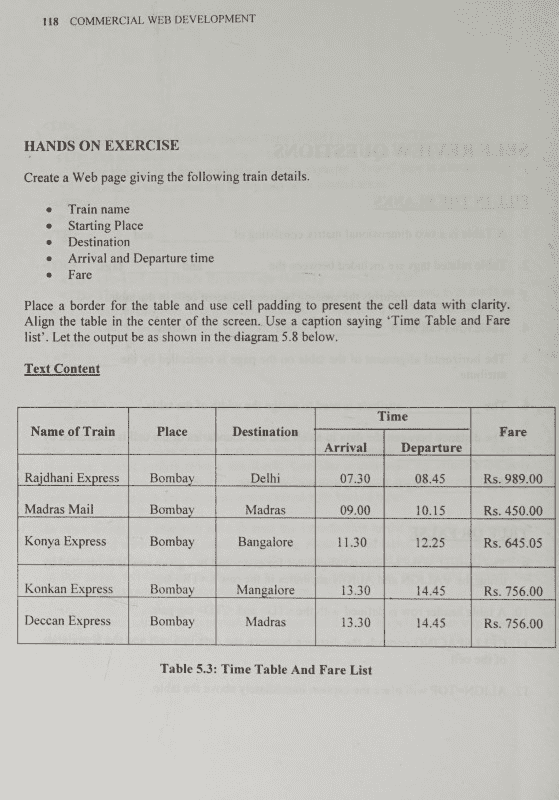 118 COMMERCIAL WEB DEVELOPMENT
HANDS ON EXERCISE
Create a Web page giving the following train details.
• Train name
• Starting Place
• Destination
• Arrival and Departure time
• Fare
Place a border for the table and use cell padding to present the cell data with clarity.
Align the table in the center of the screen. Use a caption saying ‘Time Table and Fare
list’. Let the output be as shown in the diagram 5.8 below.
Text Content
Name of Train Place Destination Time Fare
Arrival Departure
Rajdhani Express Bombay Delhi 07.30 08.45 Rs. 989.00
Madras Mail Bombay Madras 09.00 10.15 Rs. 450.00
Konya Express Bombay Bangalore 11.30 12.25 Rs. 645.05
Konkan Express Bombay Mangalore 13.30 14.45 Rs. 756.00
Deccan Express Bombay Madras 13.30 14.45 Rs. 756.00
Table 5.3: Time Table And Fare List